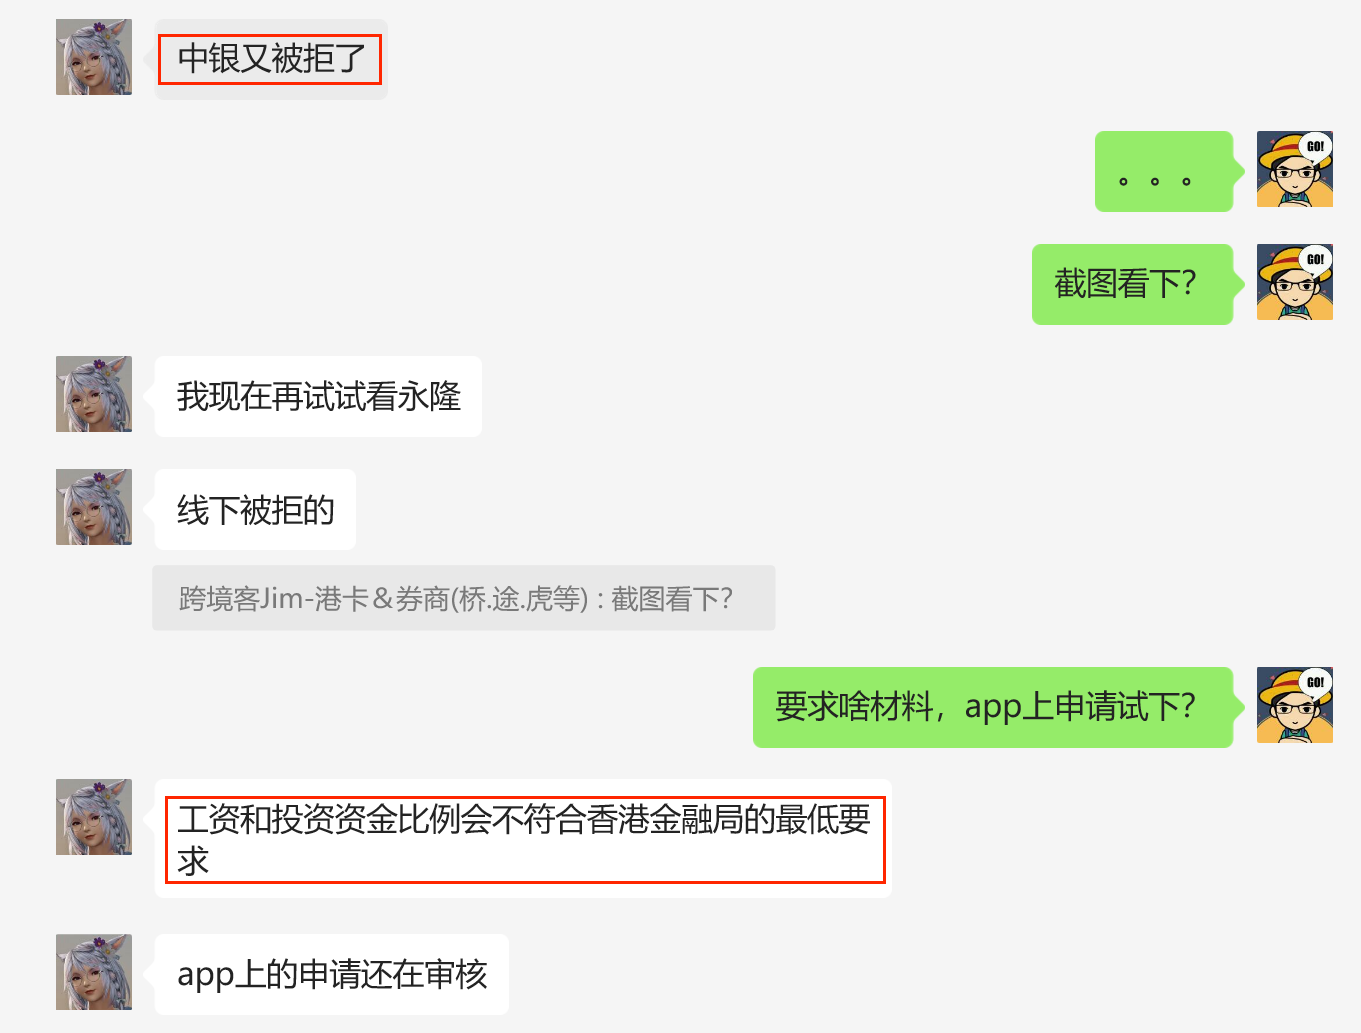 中银又被拒了
GO!
。。。
GO!
截图看下?
我现在再试试看永隆
线下被拒的
跨境客Jim-港卡＆券商(桥.途.虎等) : 截图看下?
GO!
要求啥材料，app上申请试下?
工资和投资资金比例会不符合香港金融局的最低要
求
app上的申请还在审核